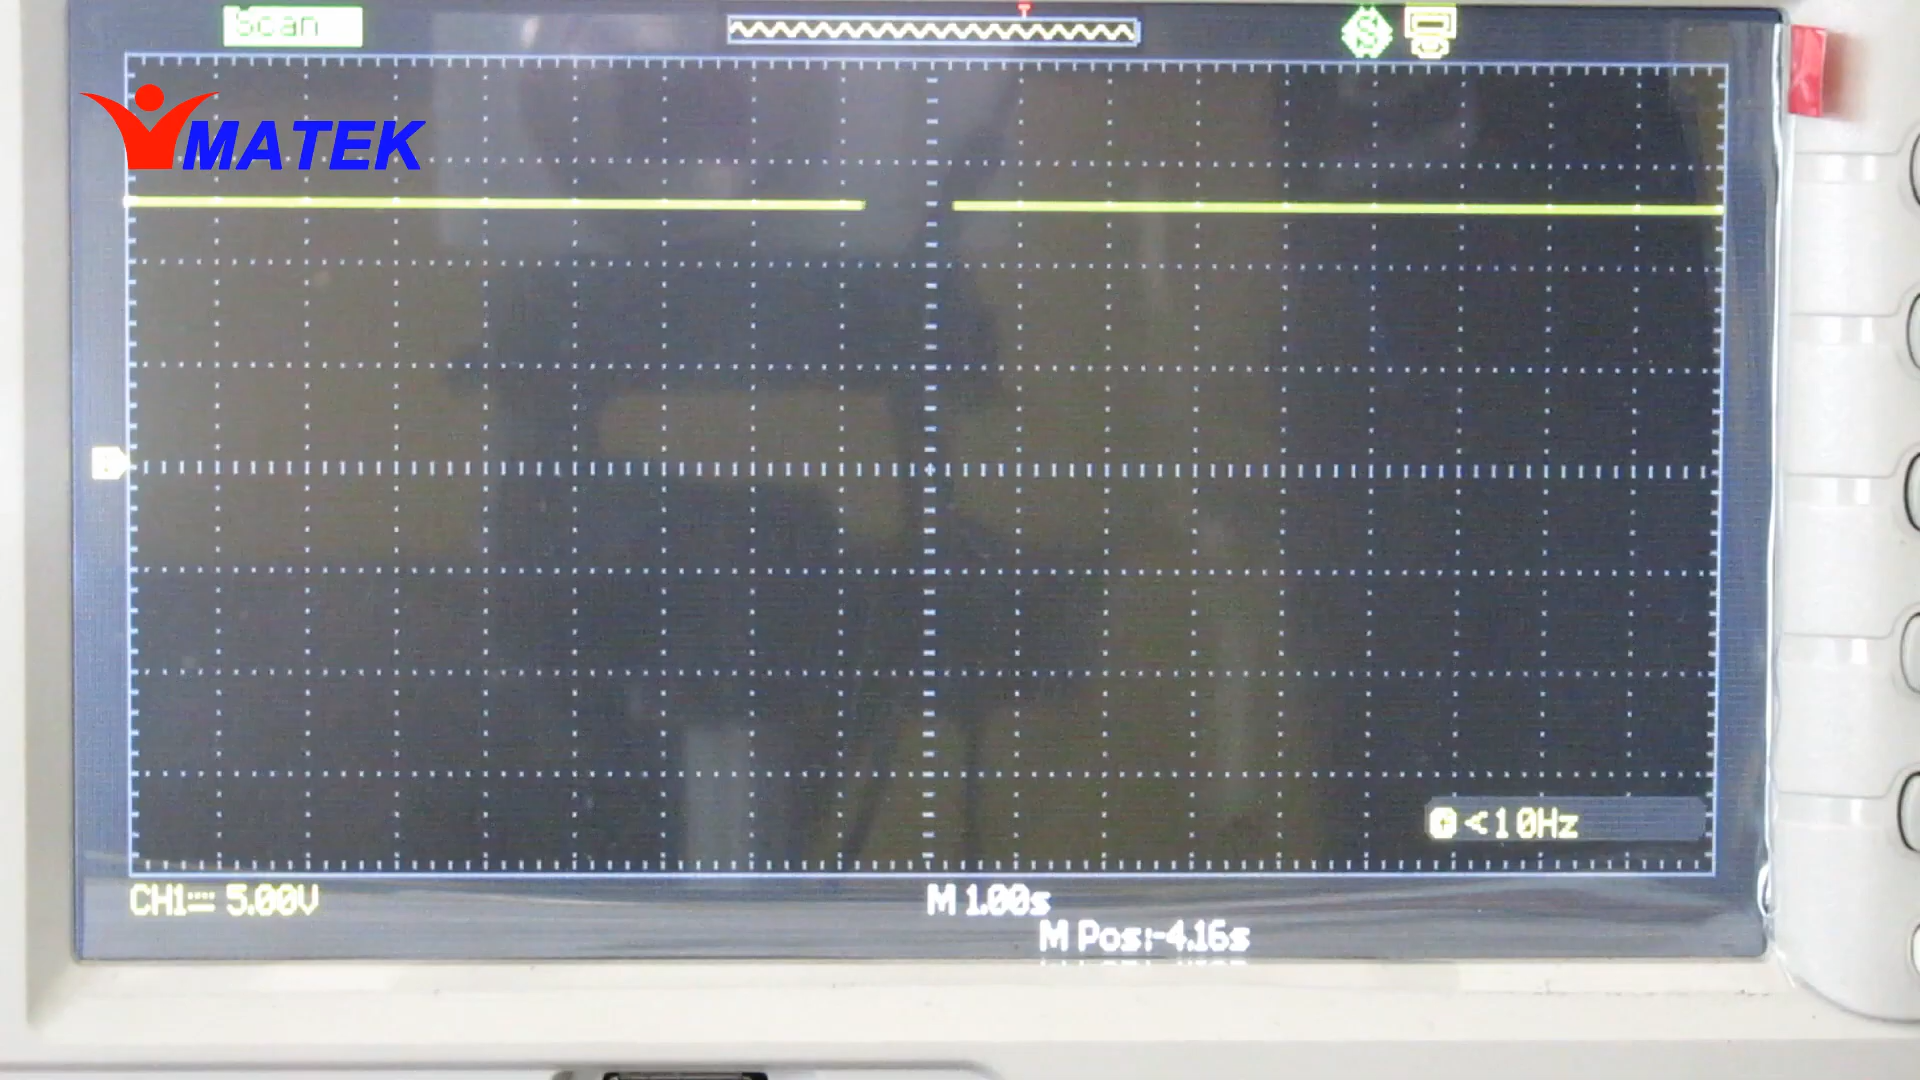 Scan
T
S
MATEK
<10Hz
CH1 5.00V
M 1.00s
M Pos:-4.16s